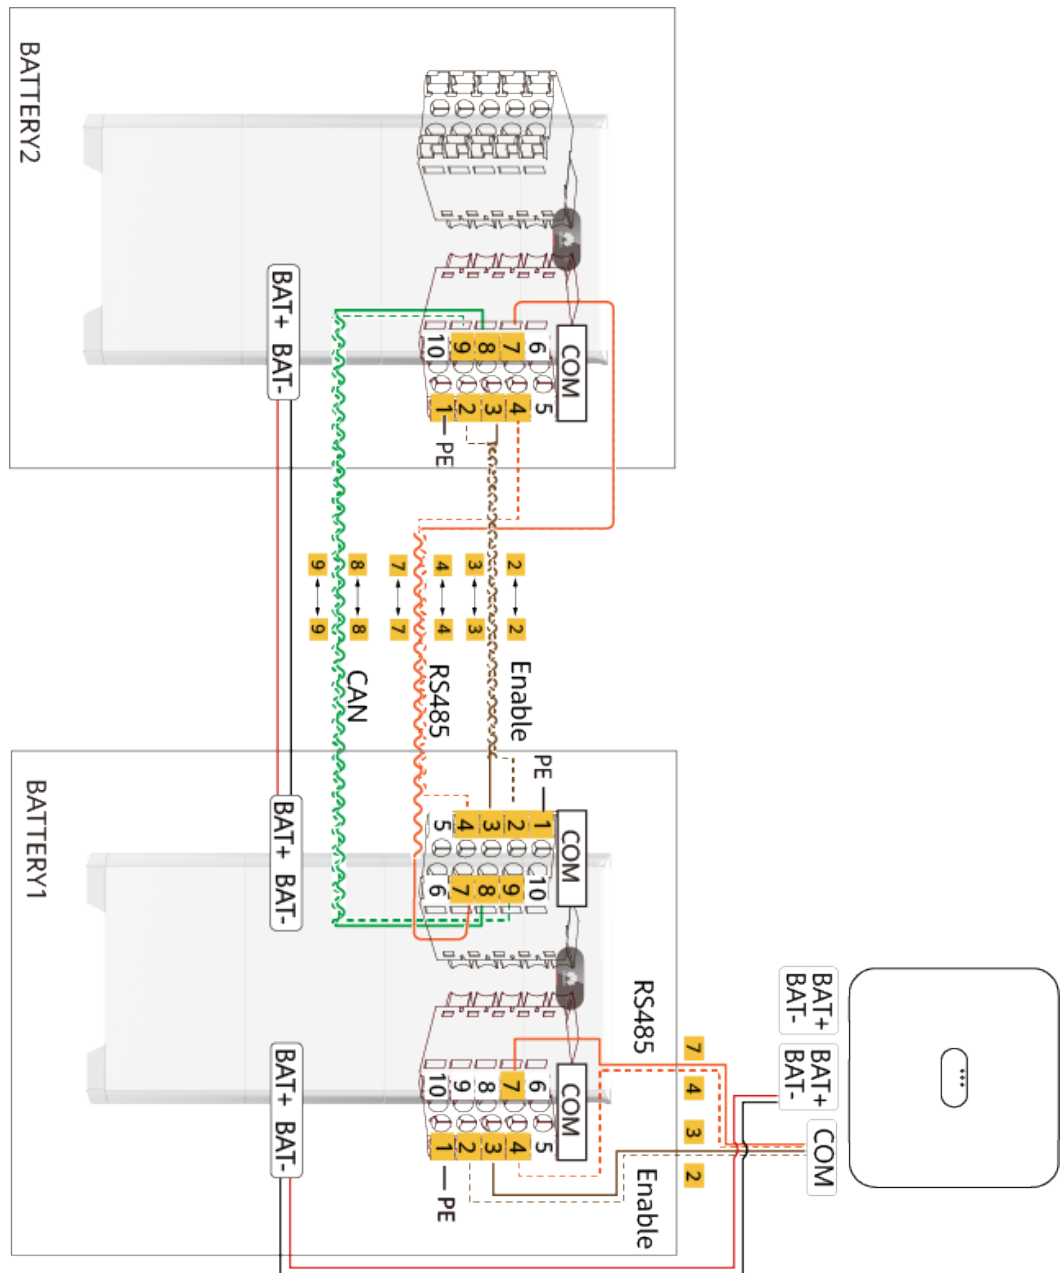 BATTERY2
BAT+ BAT-
10 9 8 7 6
COM
1 2 3 4 5
PE
9 8 7 4 3 2
9 8 7 4 3 2
CAN
RS485
Enable
BATTERY1
BAT+ BAT-
PE
5 4 3 2 1
COM
6 7 8 9 10
BAT+ BAT-
10 9 8 7 6
COM
1 2 3 4 5
PE
RS485
7
4
3
2
Enable
BAT+
BAT-
BAT+
BAT-
COM